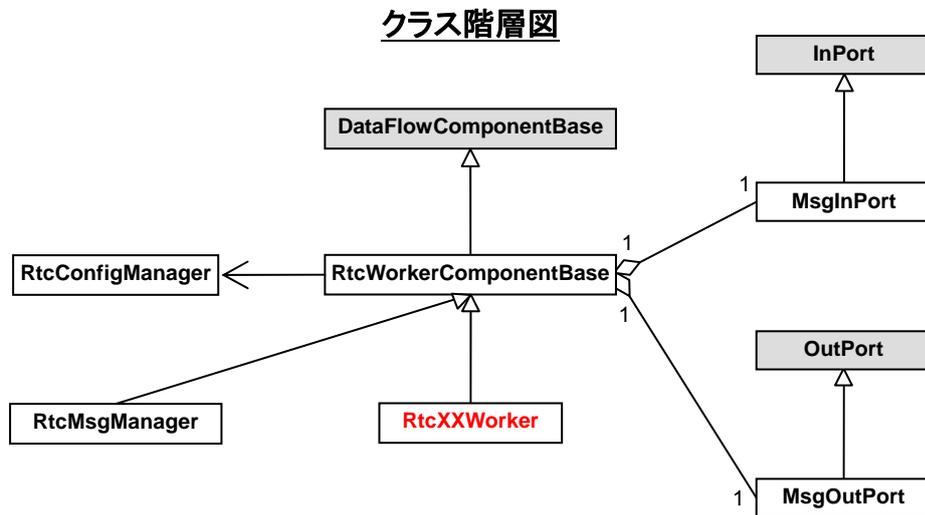 クラス階層図
InPort
DataFlowComponentBase
1
MsgInPort
1
RtcConfigManager
RtcWorkerComponentBase
1
OutPort
RtcMsgManager
RtcXXWorker
1
MsgOutPort